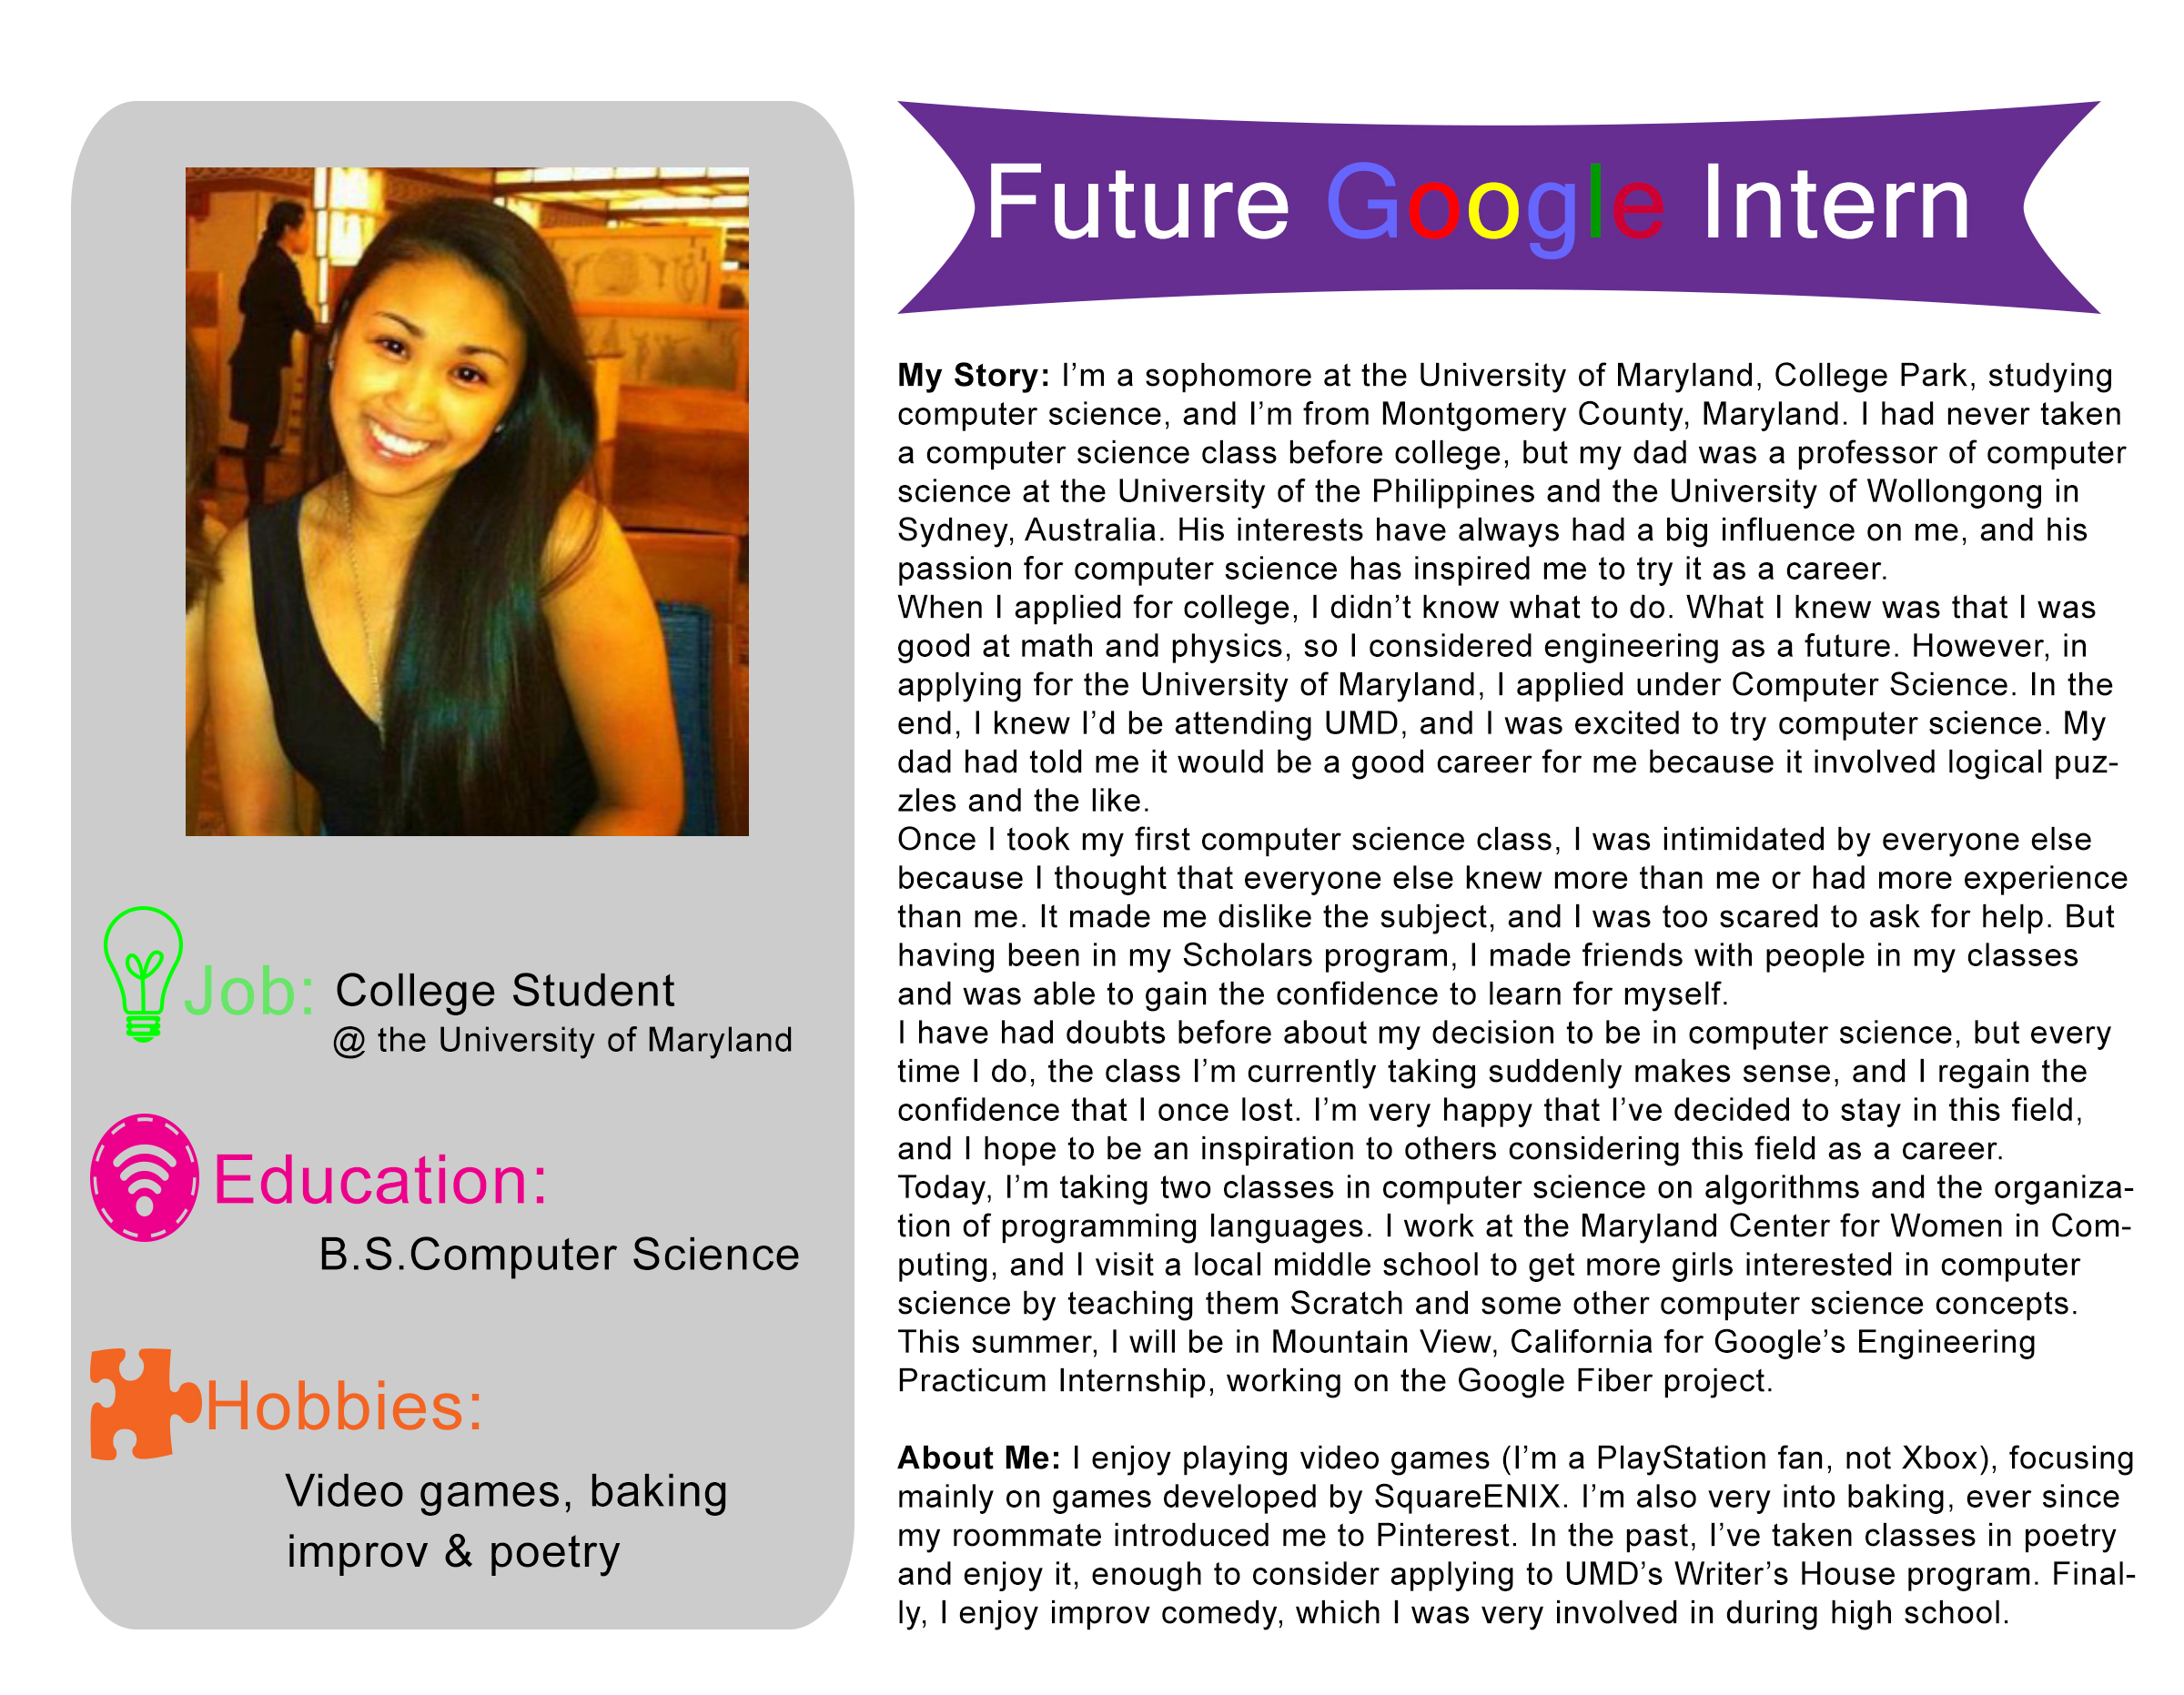 Future Google Intern
Job: College Student
@ the University of Maryland
Education:
B.S.Computer Science
Hobbies:
Video games, baking
improv & poetry
My Story: I’m a sophomore at the University of Maryland, College Park, studying
computer science, and I’m from Montgomery County, Maryland. I had never taken
a computer science class before college, but my dad was a professor of computer
science at the University of the Philippines and the University of Wollongong in
Sydney, Australia. His interests have always had a big influence on me, and his
passion for computer science has inspired me to try it as a career.
When I applied for college, I didn’t know what to do. What I knew was that I was
good at math and physics, so I considered engineering as a future. However, in
applying for the University of Maryland, I applied under Computer Science. In the
end, I knew I’d be attending UMD, and I was excited to try computer science. My
dad had told me it would be a good career for me because it involved logical puz-
zles and the like.
Once I took my first computer science class, I was intimidated by everyone else
because I thought that everyone else knew more than me or had more experience
than me. It made me dislike the subject, and I was too scared to ask for help. But
having been in my Scholars program, I made friends with people in my classes
and was able to gain the confidence to learn for myself.
I have had doubts before about my decision to be in computer science, but every
time I do, the class I’m currently taking suddenly makes sense, and I regain the
confidence that I once lost. I’m very happy that I’ve decided to stay in this field,
and I hope to be an inspiration to others considering this field as a career.
Today, I’m taking two classes in computer science on algorithms and the organiza-
tion of programming languages. I work at the Maryland Center for Women in Com-
puting, and I visit a local middle school to get more girls interested in computer
science by teaching them Scratch and some other computer science concepts.
This summer, I will be in Mountain View, California for Google’s Engineering
Practicum Internship, working on the Google Fiber project.
About Me: I enjoy playing video games (I’m a PlayStation fan, not Xbox), focusing
mainly on games developed by SquareENIX. I’m also very into baking, ever since
my roommate introduced me to Pinterest. In the past, I’ve taken classes in poetry
and enjoy it, enough to consider applying to UMD’s Writer’s House program. Final-
ly, I enjoy improv comedy, which I was very involved in during high school.